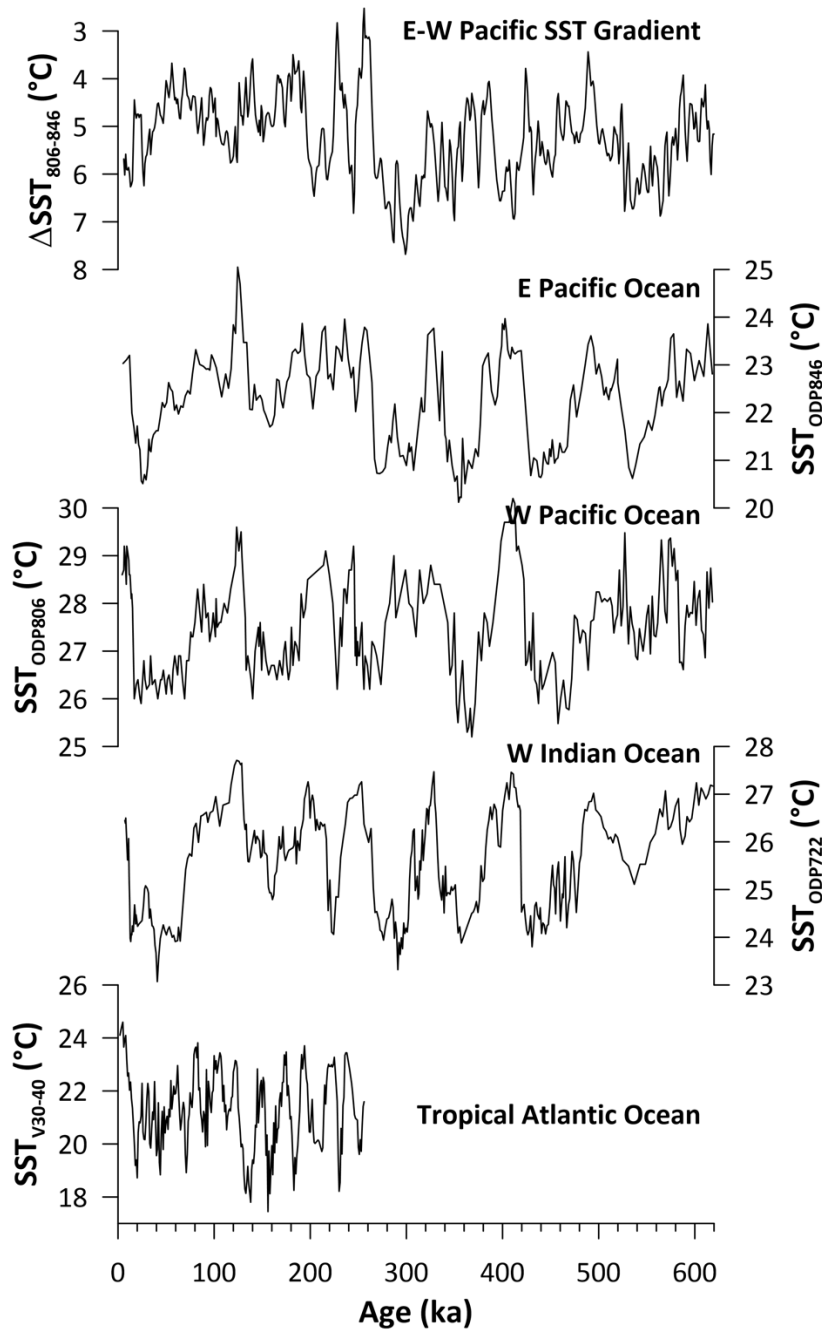 E-W Pacific SST Gradient
3
4
5
6
7
8
ΔSST806-846 (°C)
E Pacific Ocean
25
24
23
22
21
20
SSTODP846 (°C)
W Pacific Ocean
30
29
28
27
26
25
SSTODP806 (°C)
W Indian Ocean
28
27
26
25
24
23
SSTODP722 (°C)
26
24
22
20
18
SSTV30-40 (°C)
Tropical Atlantic Ocean
0 100 200 300 400 500 600
Age (ka)